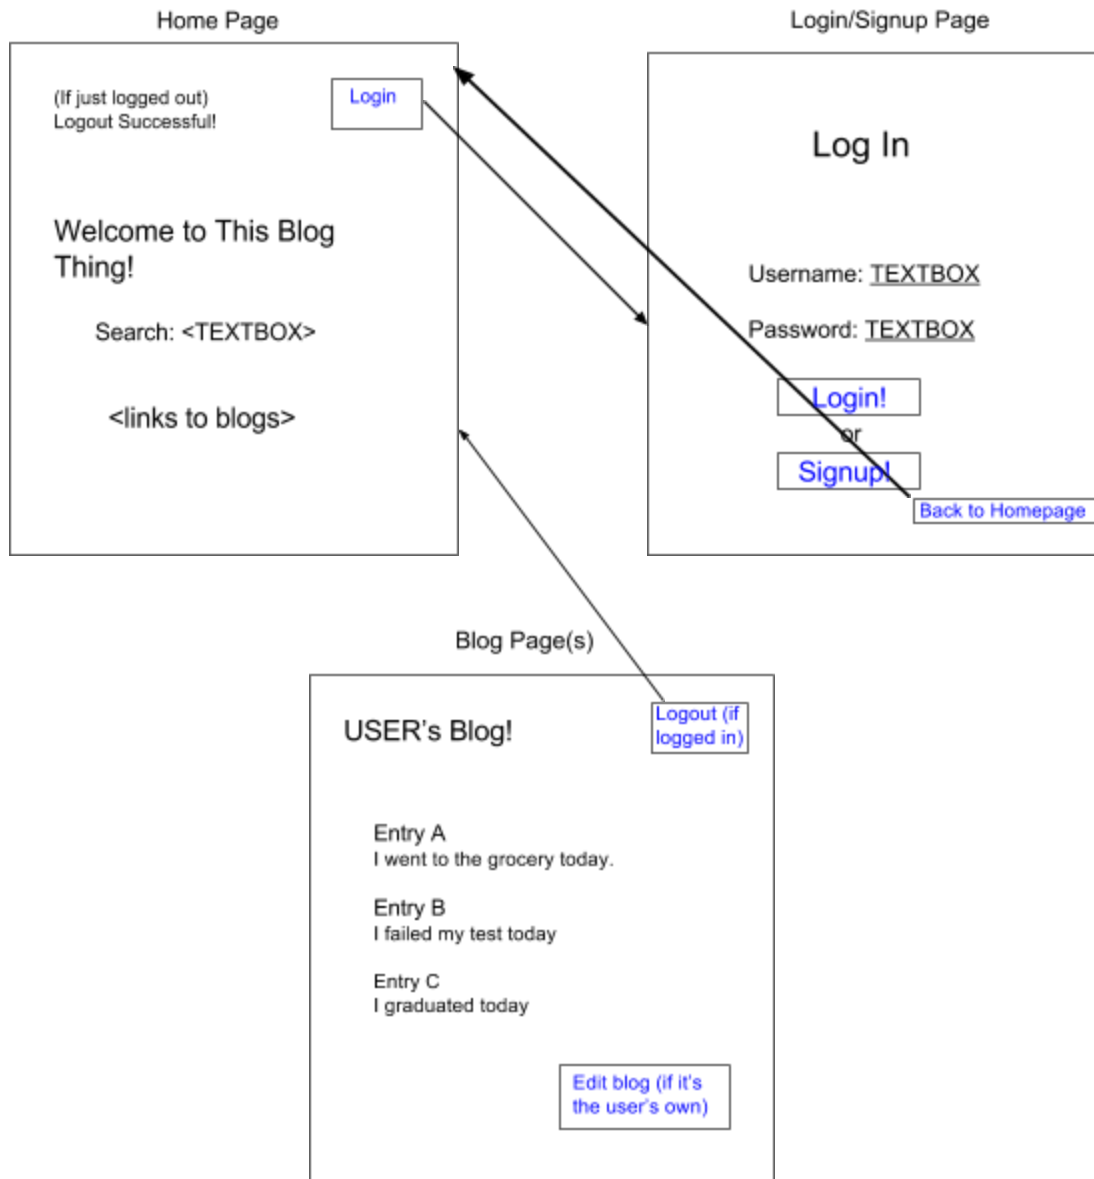 Home Page
(If just logged out)
Logout Successful!
Login
Welcome to This Blog
Thing!
Search: <TEXTBOX>
<links to blogs>
Login/Signup Page
Log In
Username: TEXTBOX
Password: TEXTBOX
Login!
or
Signup!
Back to Homepage
Blog Page(s)
USER's Blog!
Logout (if
logged in)
Entry A
I went to the grocery today.
Entry B
I failed my test today
Entry C
I graduated today
Edit blog (if it's
the user's own)